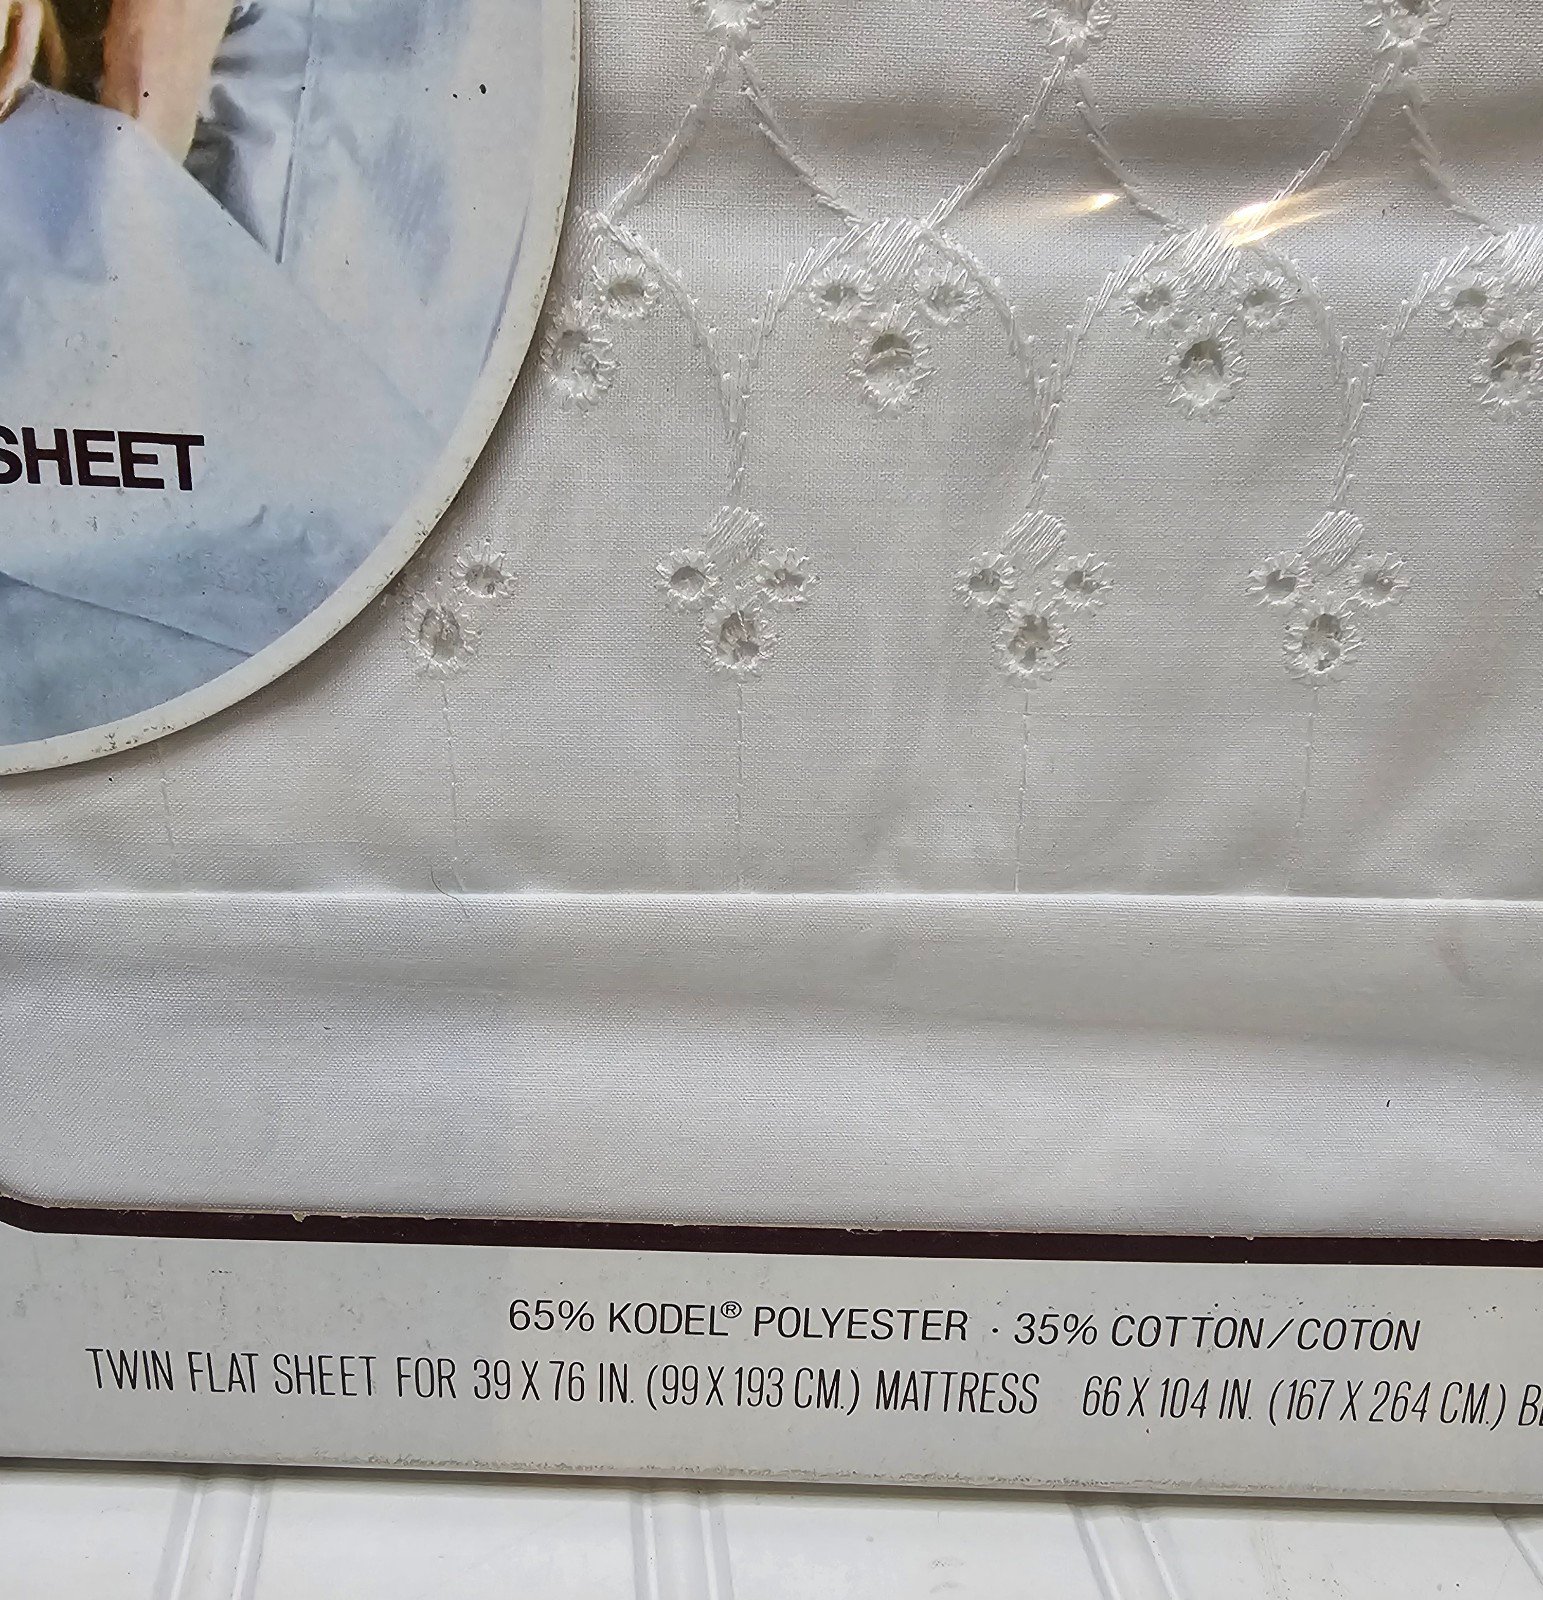 SHEET
65% KODEL® POLYESTER · 35% COTTON/COTON
TWIN FLAT SHEET FOR 39 X 76 IN. (99 X 193 CM.) MATTRESS 66 X 104 IN. (167 X 264 CM.)